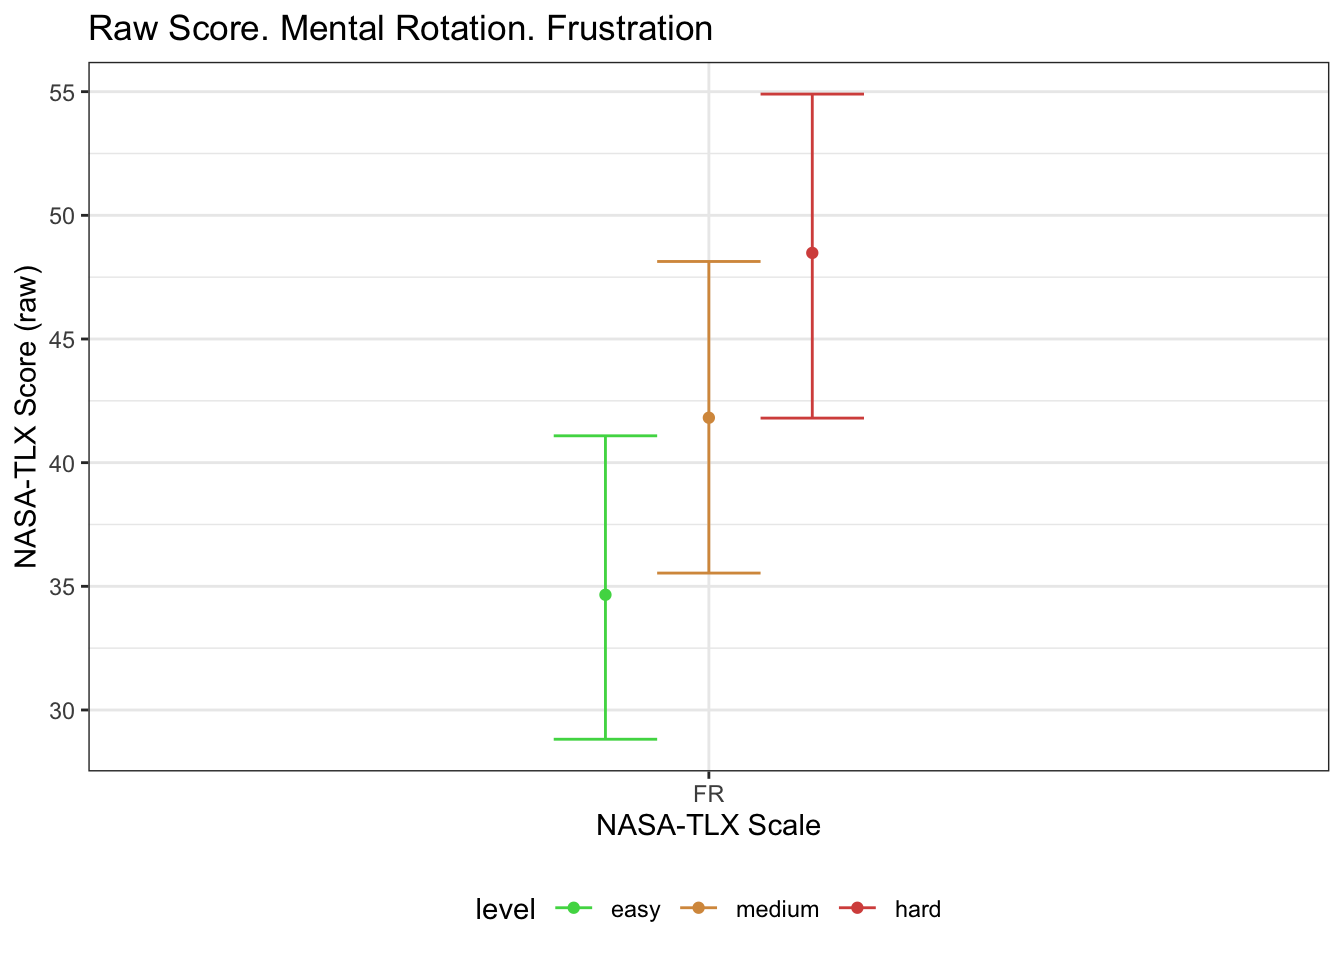 Raw Score. Mental Rotation. Frustration
NASA-TLX Score (raw)
55
50
45
40
35
30
FR
NASA-TLX Scale
level easy medium hard